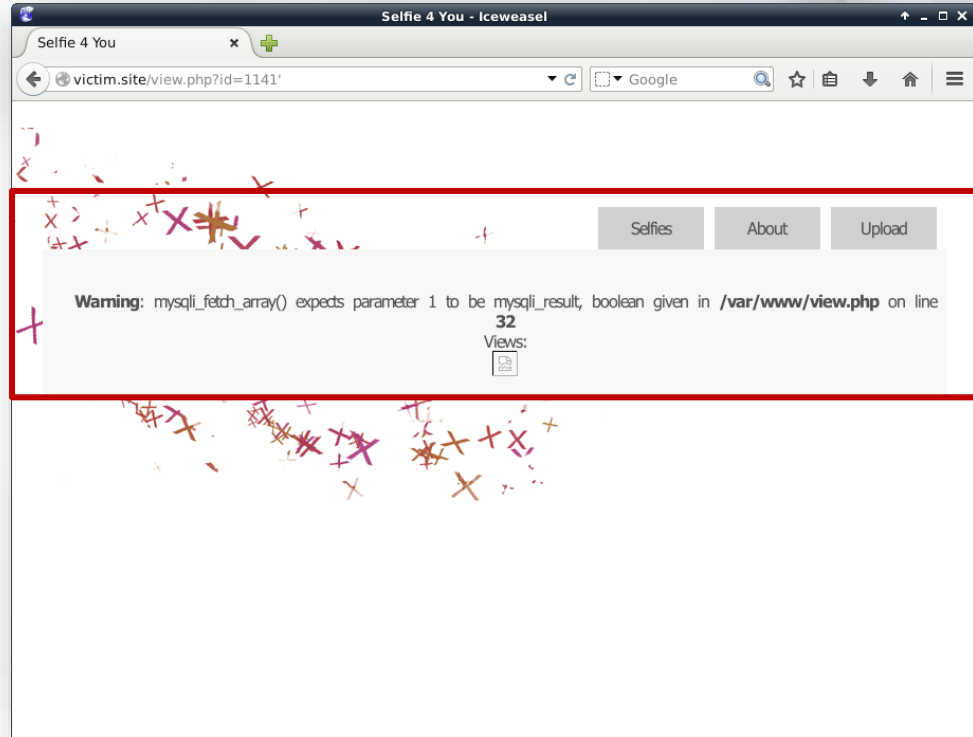 Selfie 4 You - Iceweasel
Selfie 4 You
victim.site/view.php?id=1141'
Google
Selfies About Upload
Warning: mysqli_fetch_array() expects parameter 1 to be mysqli_result, boolean given in /var/www/view.php on line
32
Views: